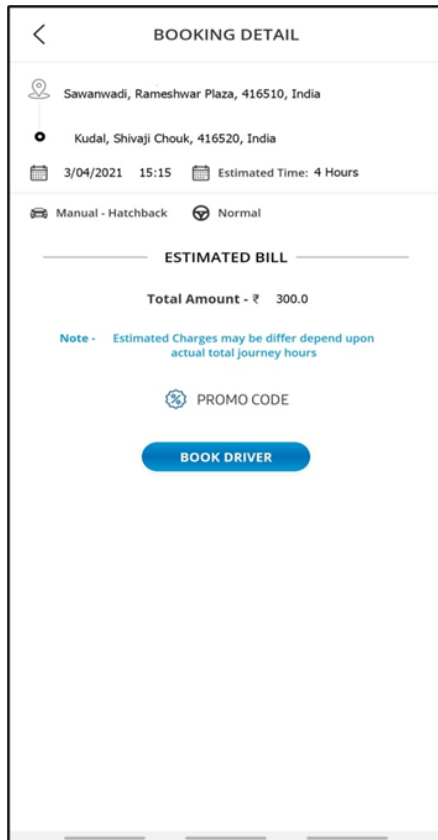 BOOKING DETAIL
Sawanwadi, Rameshwar Plaza, 416510, India
Kudal, Shivaji Chouk, 416520, India
3/04/2021 15:15 Estimated Time: 4 Hours
Manual - Hatchback Normal
ESTIMATED BILL
Total Amount - ₹ 300.0
Note - Estimated Charges may be differ depend upon
actual total journey hours
% PROMO CODE
BOOK DRIVER